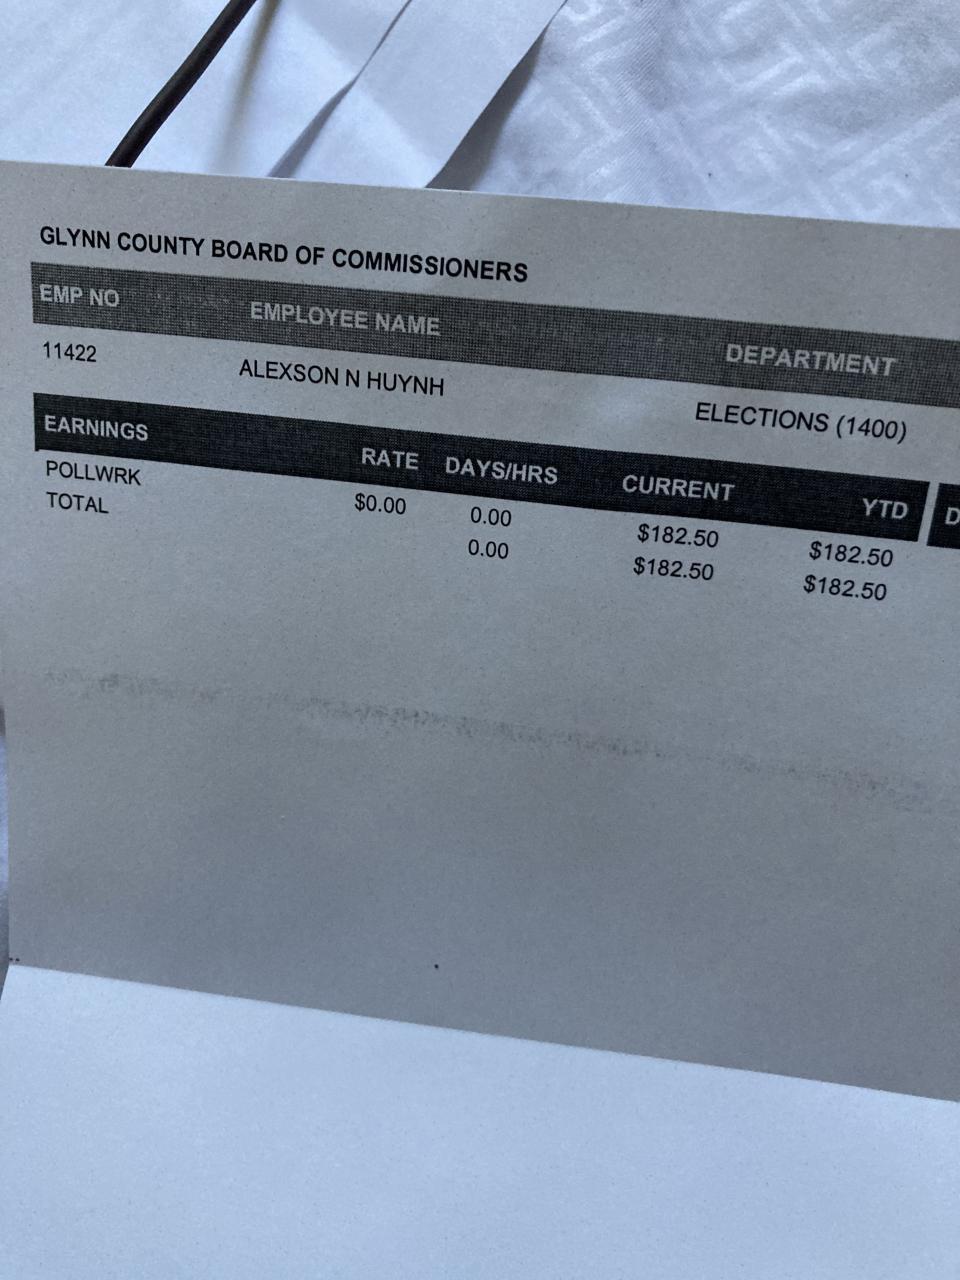 GLYNN COUNTY BOARD OF COMMISSIONERS
EMP NO EMPLOYEE NAME DEPARTMENT
11422 ALEXSON N HUYNH ELECTIONS (1400)
EARNINGS RATE DAYS/HRS CURRENT YTD D
POLLWRK $0.00 0.00 $182.50 $182.50
TOTAL 0.00 $182.50 $182.50